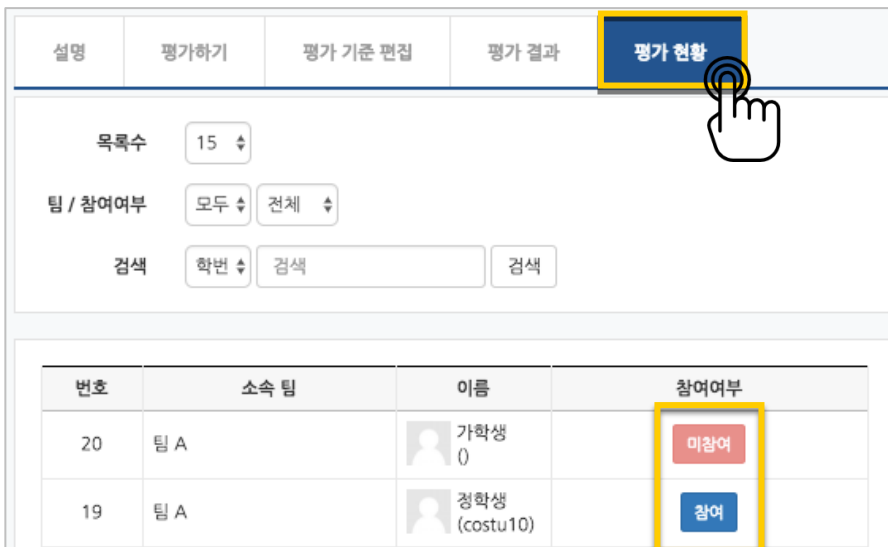 설명 평가하기 평가 기준 편집 평가 결과 평가 현황
목록수 15
팀 / 참여여부 모두 전체
검색 학번 검색 검색
번호 소속 팀 이름 참여여부
20 팀 A 가학생 미참여
()
19 팀 A 정학생 참여
(costu10)